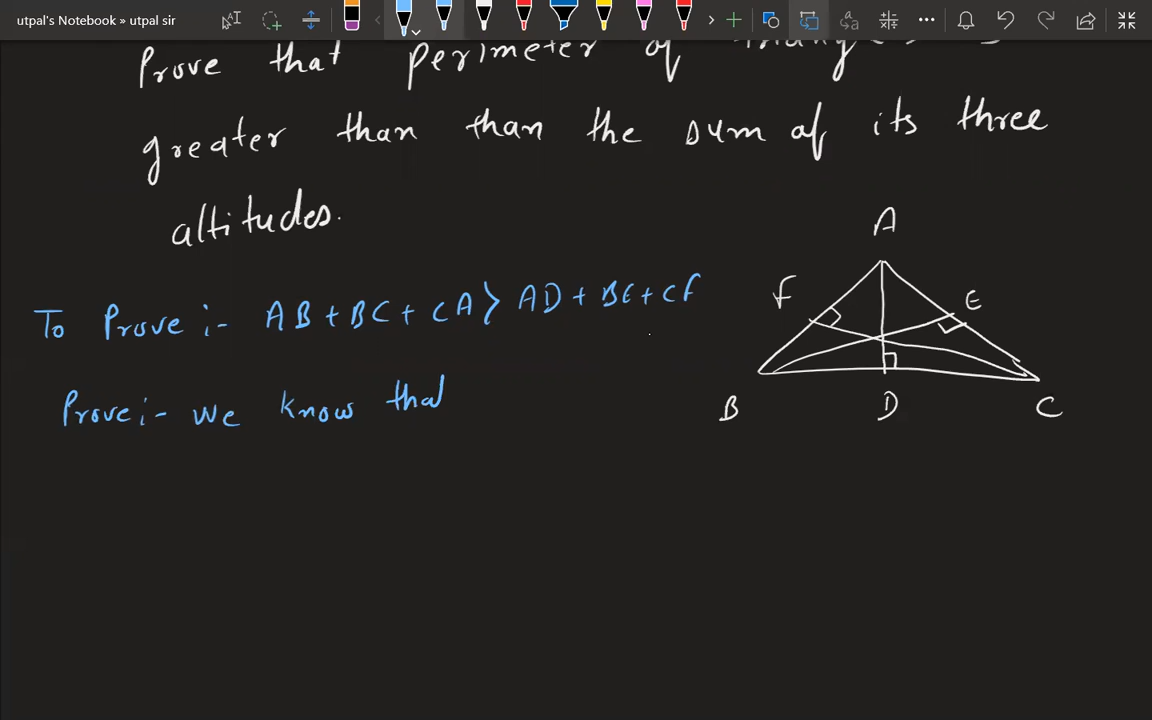 utpal's Notebook » utpal sir
Prove that perimeter of
greater than than the sum of its three
altitudes.
A
F
E
To Prove :- AB + BC + CA > AD + BE + CF
Prove :- we know that
B
D
C